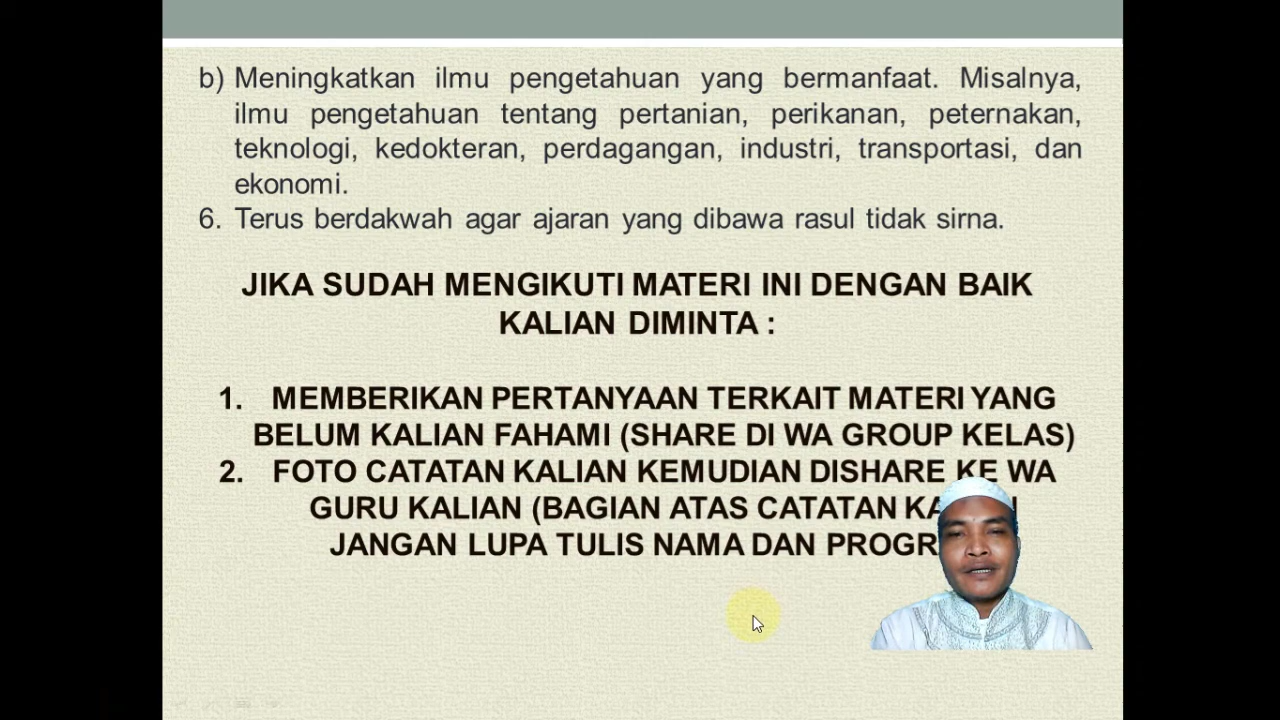 b) Meningkatkan ilmu pengetahuan yang bermanfaat. Misalnya,
ilmu pengetahuan tentang pertanian, perikanan, peternakan,
teknologi, kedokteran, perdagangan, industri, transportasi, dan
ekonomi.
6. Terus berdakwah agar ajaran yang dibawa rasul tidak sirna.
JIKA SUDAH MENGIKUTI MATERI INI DENGAN BAIK
KALIAN DIMINTA :
1. MEMBERIKAN PERTANYAAN TERKAIT MATERI YANG
BELUM KALIAN FAHAMI (SHARE DI WA GROUP KELAS)
2. FOTO CATATAN KALIAN KEMUDIAN DISHARE KE WA
GURU KALIAN (BAGIAN ATAS CATATAN
JANGAN LUPA TULIS NAMA DAN